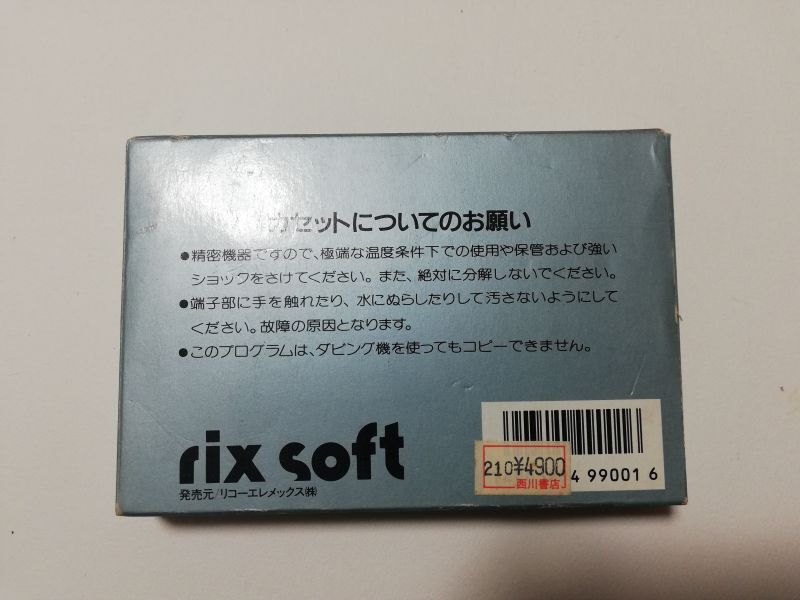 カセットについてのお願い
●精密機器ですので、極端な温度条件下での使用や保管および強い
ショックをさけてください。また、絶対に分解しないでください。
●端子部に手を触れたり、水にぬらしたりして汚さないようにして
ください。故障の原因となります。
●このプログラムは、ダビング機を使ってもコピーできません。
rix soft
発売元/リコーエレメックス㈱
210¥4900
西川書店
4 99001 6